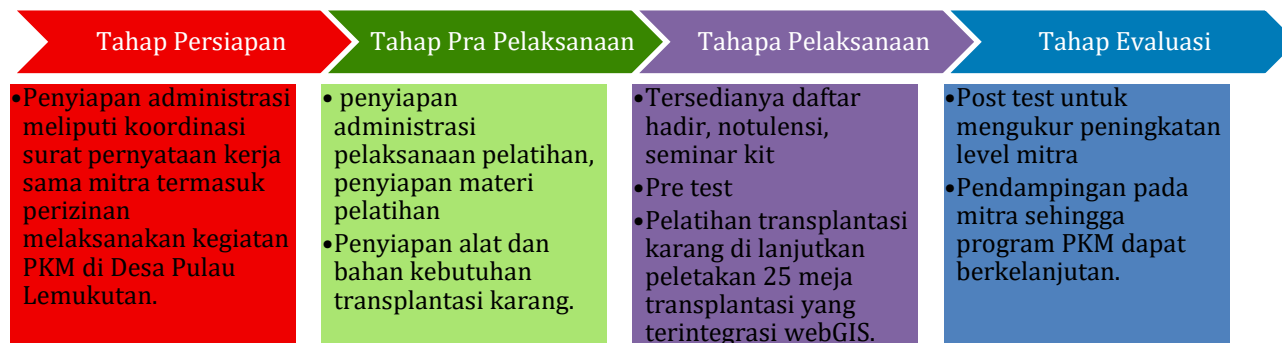 Tahap Persiapan
Tahap Pra Pelaksanaan
Tahapa Pelaksanaan
Tahap Evaluasi
•Penyiapan administrasi
meliputi koordinasi
surat pernyataan kerja
sama mitra termasuk
perizinan
melaksanakan kegiatan
PKM di Desa Pulau
Lemukutan.
• penyiapan
administrasi
pelaksanaan pelatihan,
penyiapan materi
pelatihan
•Penyiapan alat dan
bahan kebutuhan
transplantasi karang.
•Tersedianya daftar
hadir, notulensi,
seminar kit
•Pre test
•Pelatihan transplantasi
karang di lanjutkan
peletakan 25 meja
transplantasi yang
terintegrasi webGIS.
•Post test untuk
mengukur peningkatan
level mitra
•Pendampingan pada
mitra sehingga
program PKM dapat
berkelanjutan.